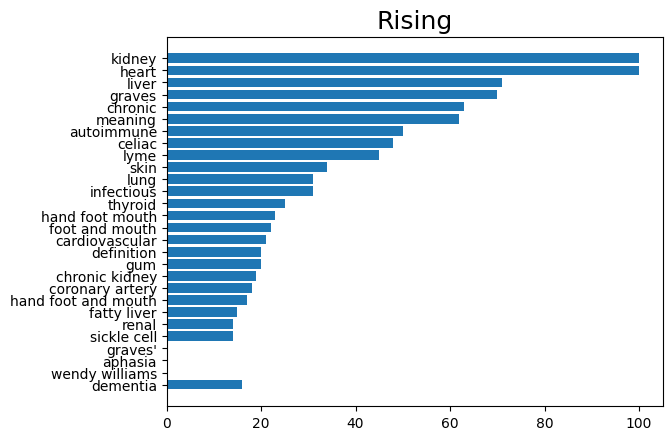 Rising
kidney
heart
liver
graves
chronic
meaning
autoimmune
celiac
lyme
skin
lung
infectious
thyroid
hand foot mouth
foot and mouth
cardiovascular
definition
gum
chronic kidney
coronary artery
hand foot and mouth
fatty liver
renal
sickle cell
graves'
aphasia
wendy williams
dementia
0 20 40 60 80 100